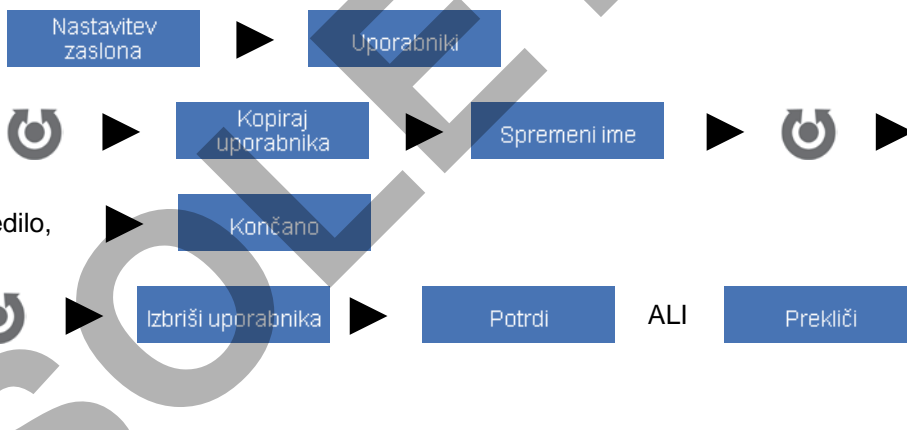 Nastavitev
zaslona
Uporabniki
Kopiraj
uporabnika
Spremeni ime
edilo,
Končano
Izbriši uporabnika
Potrdi
ALI
Prekliči